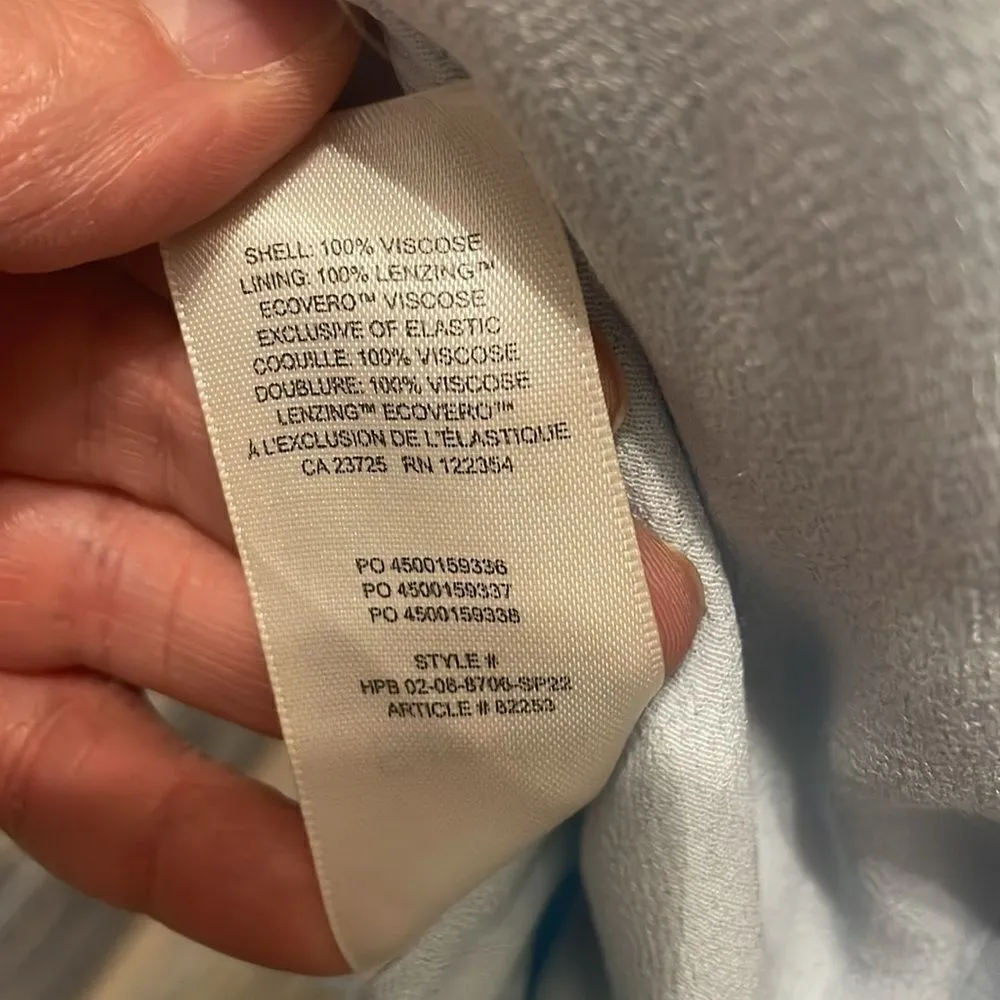 SHELL: 100% VISCOSE
LINING: 100% LENZING™
ECOVERO™ VISCOSE
EXCLUSIVE OF ELASTIC
COQUILLE: 100% VISCOSE
DOUBLURE: 100% VISCOSE
LENZING™ ECOVERO™
À L'EXCLUSION DE L'ÉLASTIQUE
CA 23725 RN 122354
PO 4500159336
PO 4500159337
PO 4500159338
STYLE #
HPB 02-06-8706-SP22
ARTICLE # 82253